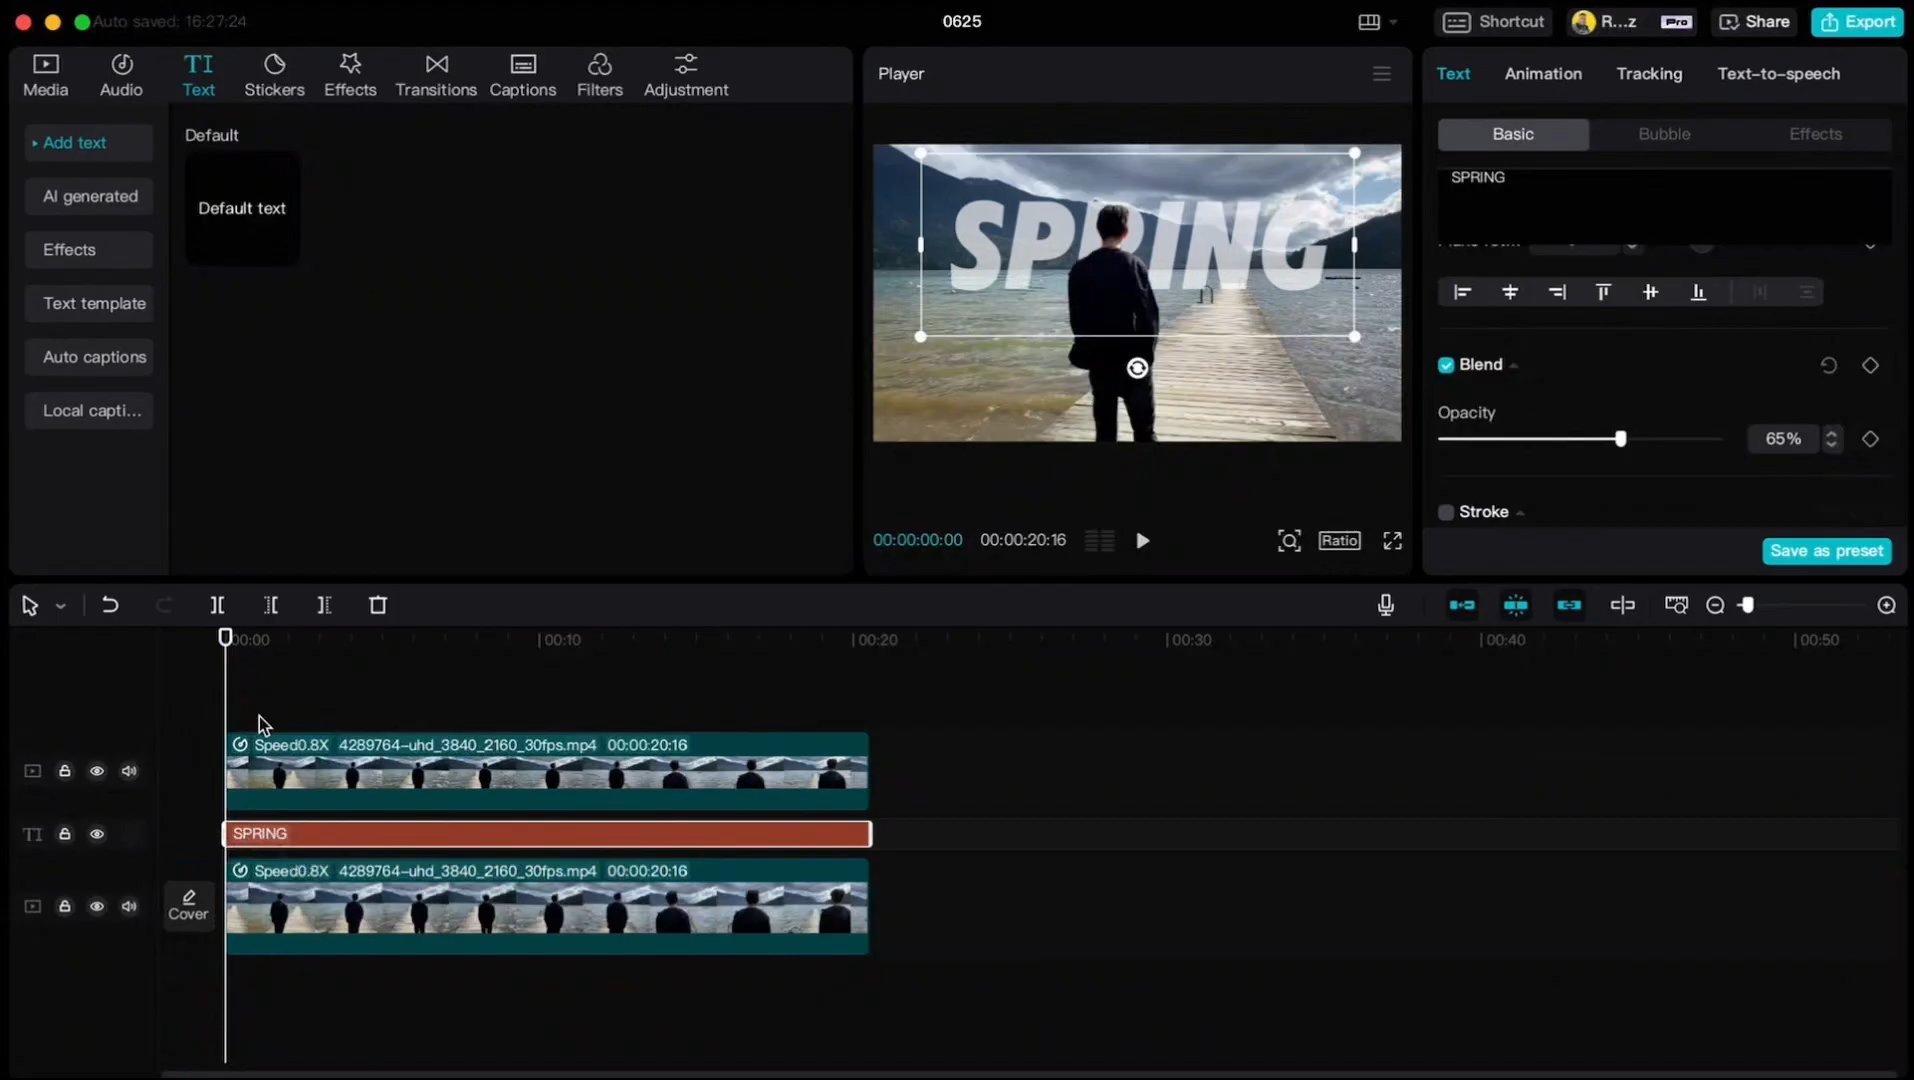 Auto saved: 16:27:24
0625
Shortcut
R...z
Pro
Share
Export
Media
Audio
TI
Text
Stickers
Effects
Transitions
Captions
Filters
Adjustment
Add text
AI generated
Effects
Text template
Auto captions
Local capti...
Default
Default text
Player
SPRING
00:00:00:00
00:00:20:16
Ratio
Text
Animation
Tracking
Text-to-speech
Basic
Bubble
Effects
SPRING
Blend
Opacity
65%
Stroke
Save as preset
00:00
00:10
00:20
00:30
00:40
00:50
Speed0.8X 4289764-uhd_3840_2160_30fps.mp4 00:00:20:16
TI
SPRING
Cover
Speed0.8X 4289764-uhd_3840_2160_30fps.mp4 00:00:20:16